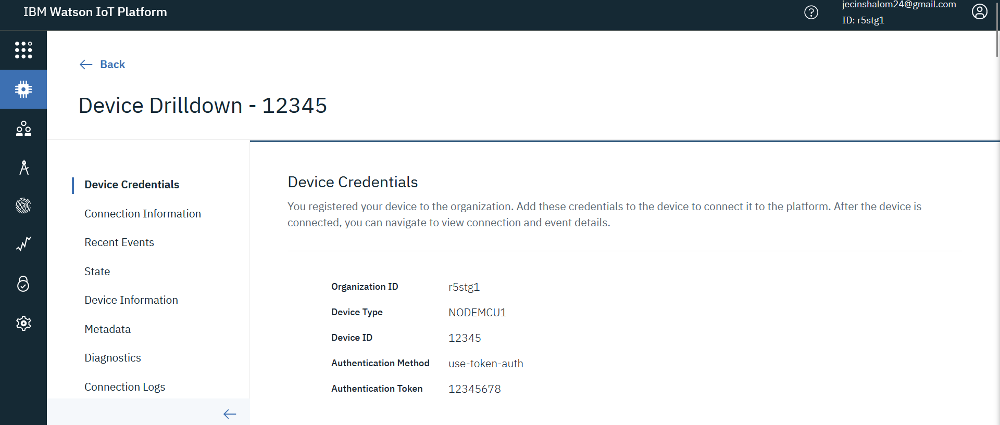 IBM Watson IoT Platform
jecinshalom24@gmail.com
ID: r5stg1
Back
Device Drilldown - 12345
Device Credentials
Connection Information
Recent Events
State
Device Information
Metadata
Diagnostics
Connection Logs
Device Credentials
You registered your device to the organization. Add these credentials to the device to connect it to the platform. After the device is
connected, you can navigate to view connection and event details.
Organization ID r5stg1
Device Type NODEMCU1
Device ID 12345
Authentication Method use-token-auth
Authentication Token 12345678